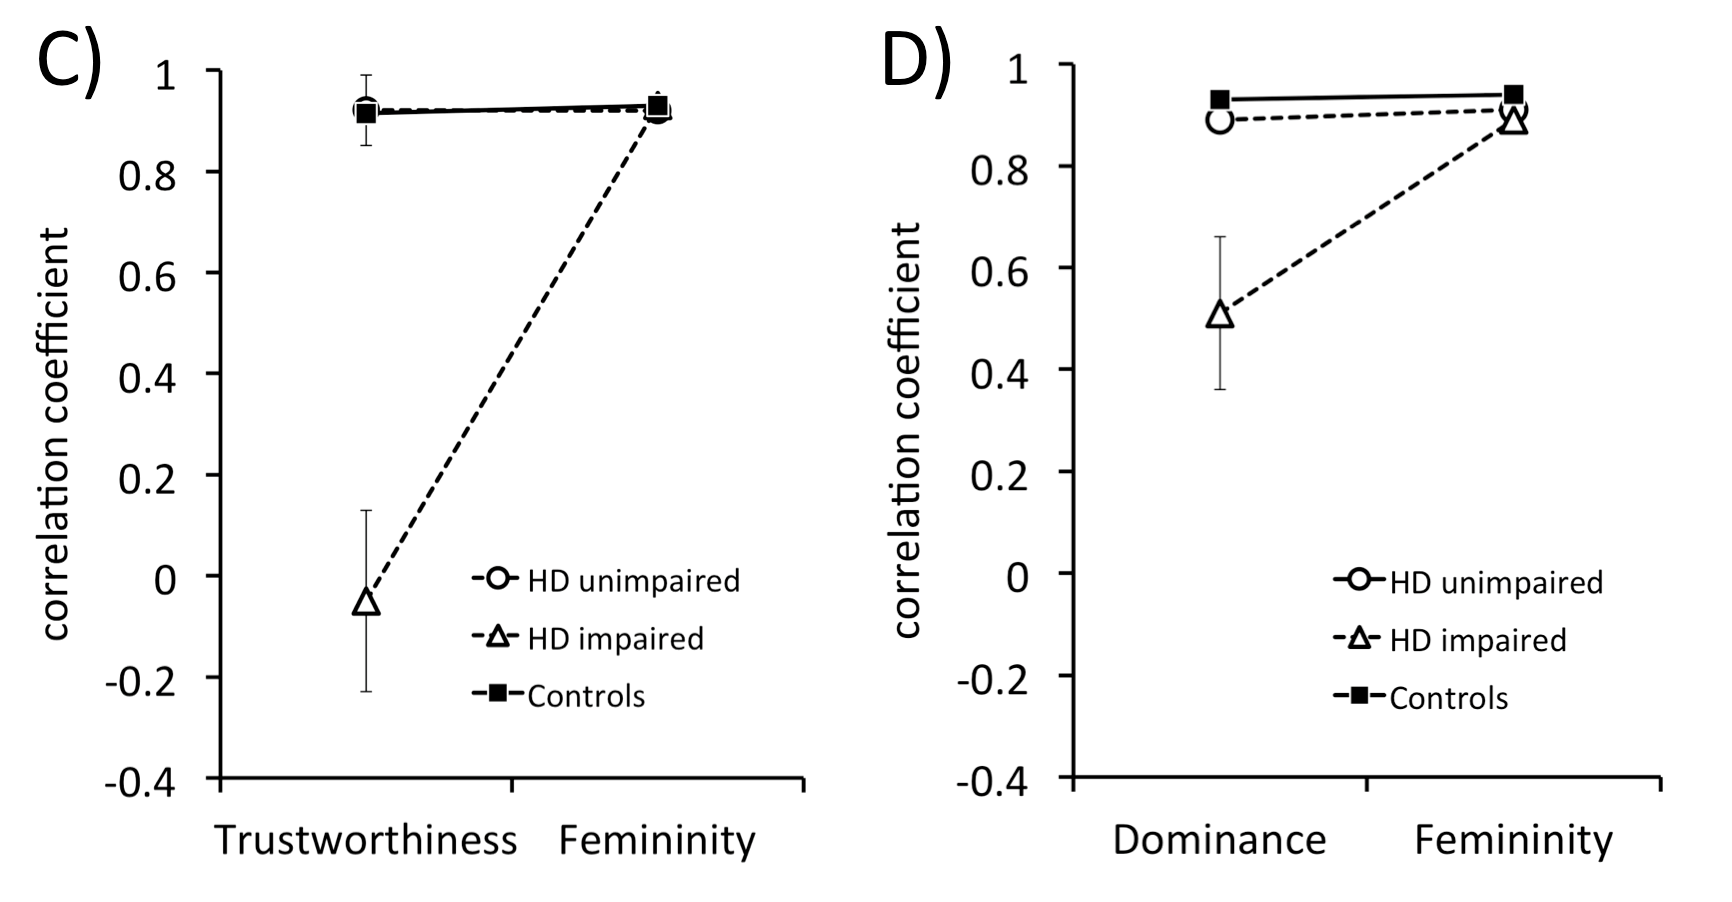 C)
correlation coefficient
1
0.8
0.6
0.4
0.2
0
-0.2
-0.4
HD unimpaired
HD impaired
Controls
Trustworthiness Femininity
D)
correlation coefficient
1
0.8
0.6
0.4
0.2
0
-0.2
-0.4
HD unimpaired
HD impaired
Controls
Dominance Femininity